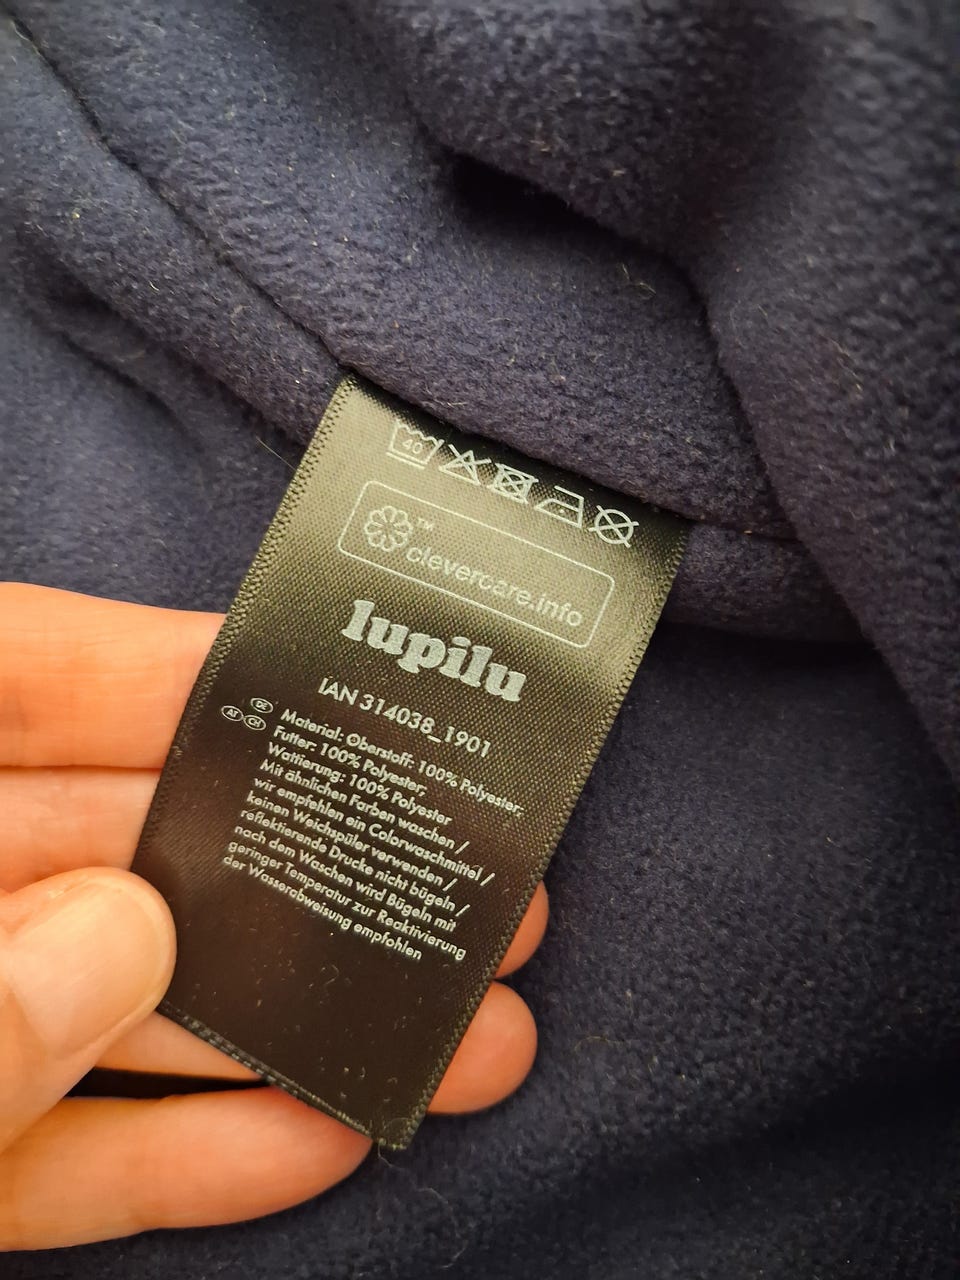 40
clevercare.info™
lupilu
IAN 314038_1901
DE
AT CH
Material: Oberstoff: 100% Polyester;
Futter: 100% Polyester;
Wattierung: 100% Polyester
Mit ähnlichen Farben waschen /
wir empfehlen ein Colorwaschmittel /
keinen Weichspüler verwenden /
reflektierende Drucke nicht bügeln /
nach dem Waschen wird Bügeln mit
geringer Temperatur zur Reaktivierung
der Wasserabweisung empfohlen